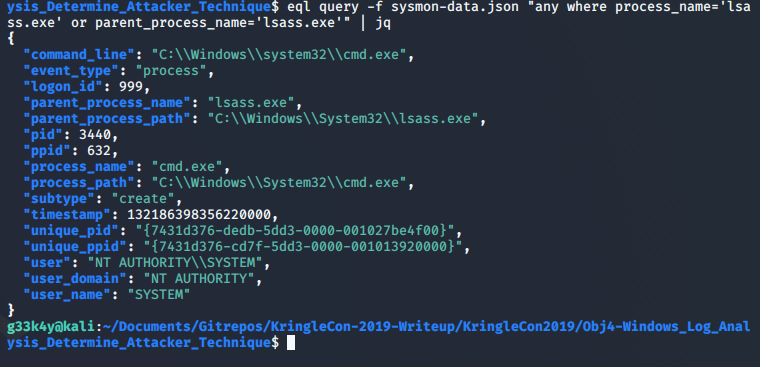 ysis_Determine_Attacker_Technique$ eql query -f sysmon-data.json "any where process_name='lsa
ss.exe' or parent_process_name='lsass.exe'" | jq
{
  "command_line": "C:\\Windows\\system32\\cmd.exe",
  "event_type": "process",
  "logon_id": 999,
  "parent_process_name": "lsass.exe",
  "parent_process_path": "C:\\Windows\\System32\\lsass.exe",
  "pid": 3440,
  "ppid": 632,
  "process_name": "cmd.exe",
  "process_path": "C:\\Windows\\System32\\cmd.exe",
  "subtype": "create",
  "timestamp": 132186398356220000,
  "unique_pid": "{7431d376-dedb-5dd3-0000-001027be4f00}",
  "unique_ppid": "{7431d376-cd7f-5dd3-0000-001013920000}",
  "user": "NT AUTHORITY\\SYSTEM",
  "user_domain": "NT AUTHORITY",
  "user_name": "SYSTEM"
}
g33k4y@kali:~/Documents/Gitrepos/KringleCon-2019-Writeup/KringleCon2019/Obj4-Windows_Log_Anal
ysis_Determine_Attacker_Technique$